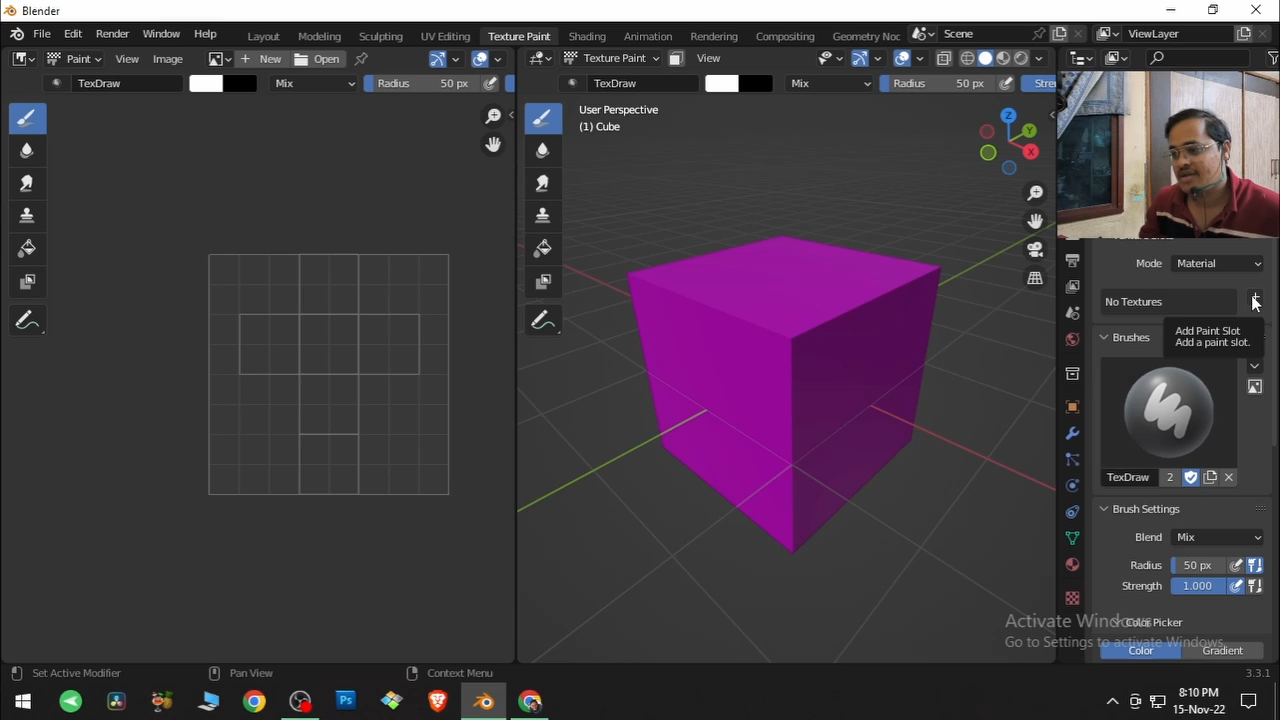 Blender
File Edit Render Window Help Layout Modeling Sculpting UV Editing Texture Paint Shading Animation Rendering Compositing Geometry Noc Scene ViewLayer
Paint View Image New Open Texture Paint View
TexDraw Mix Radius 50 px TexDraw Mix Radius 50 px Stre
User Perspective
(1) Cube
Z
Y
X
Mode Material
No Textures
Add Paint Slot
Add a paint slot.
Brushes
TexDraw 2
Brush Settings
Blend Mix
Radius 50 px
Strength 1.000
Color Picker
Activate Windows
Go to Settings to activate Windows.
Color Gradient
Set Active Modifier Pan View Context Menu 3.3.1
Ps
8:10 PM
15-Nov-22